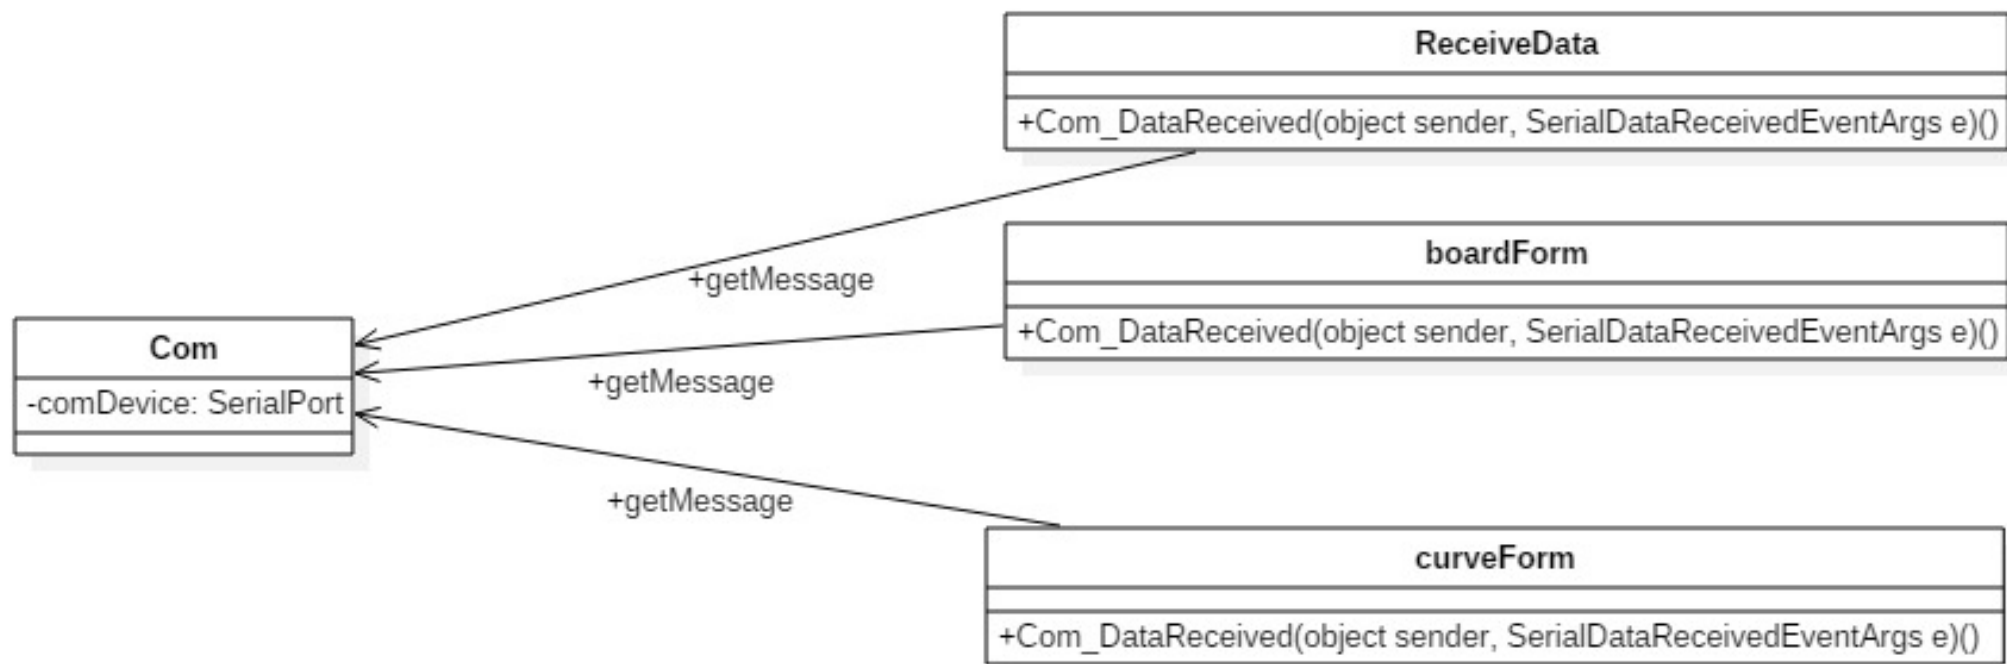 ReceiveData
+Com_DataReceived(object sender, SerialDataReceivedEventArgs e)()
boardForm
+Com_DataReceived(object sender, SerialDataReceivedEventArgs e)()
+getMessage
Com
-comDevice: SerialPort
+getMessage
+getMessage
curveForm
+Com_DataReceived(object sender, SerialDataReceivedEventArgs e)()